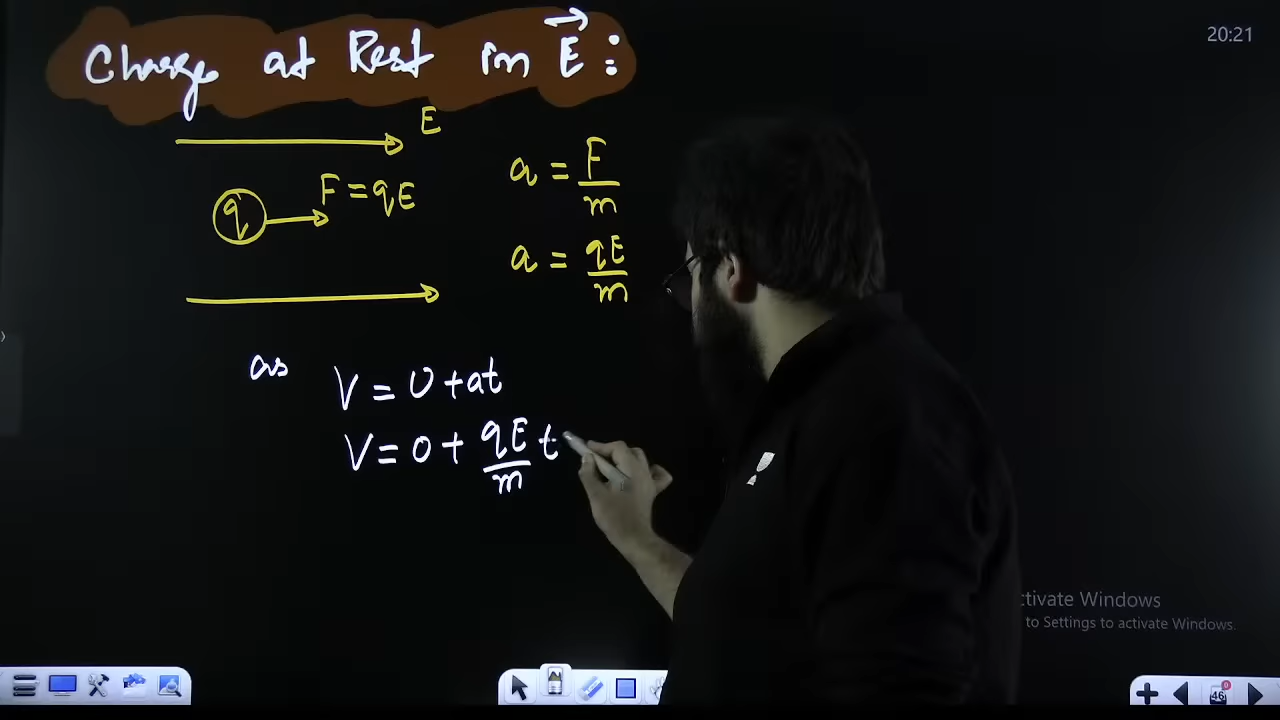 Charge at Rest in E⃗ :
20:21
E
F = qE
q
a = F/m
a = qE/m
as V = U + at
V = 0 + qE/m t
ctivate Windows
to Settings to activate Windows.
46